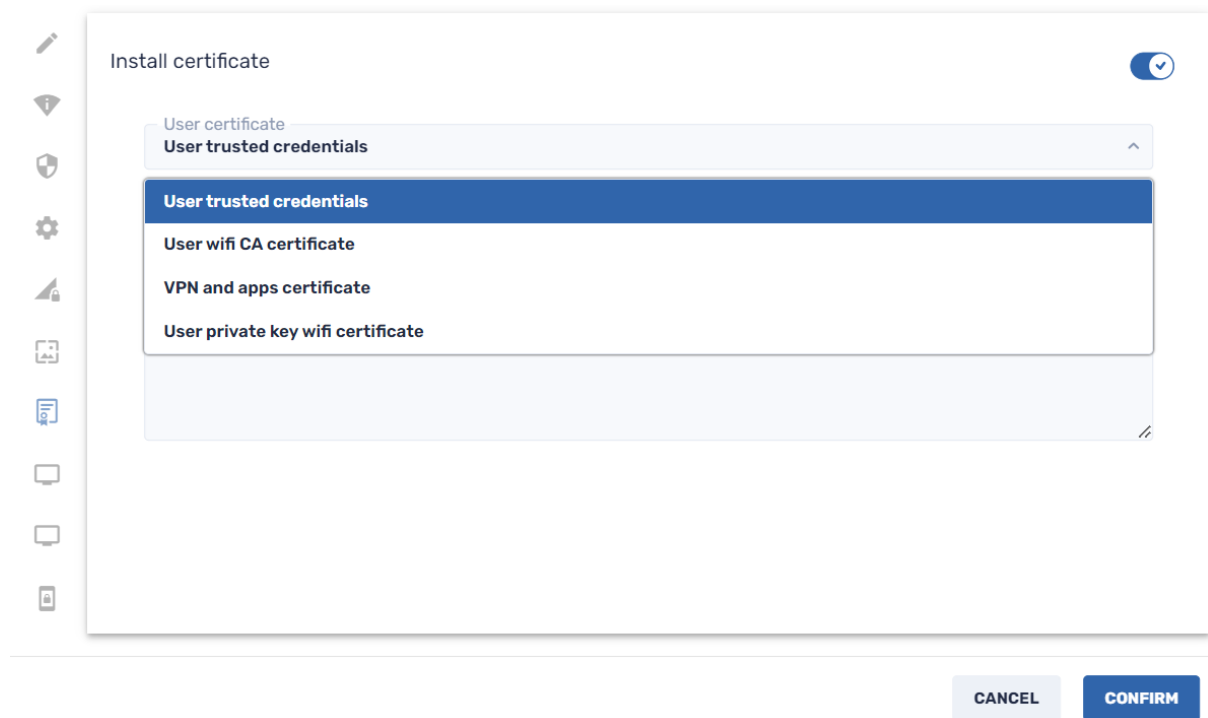 Install certificate
User certificate
User trusted credentials
User trusted credentials
User wifi CA certificate
VPN and apps certificate
User private key wifi certificate
CANCEL
CONFIRM